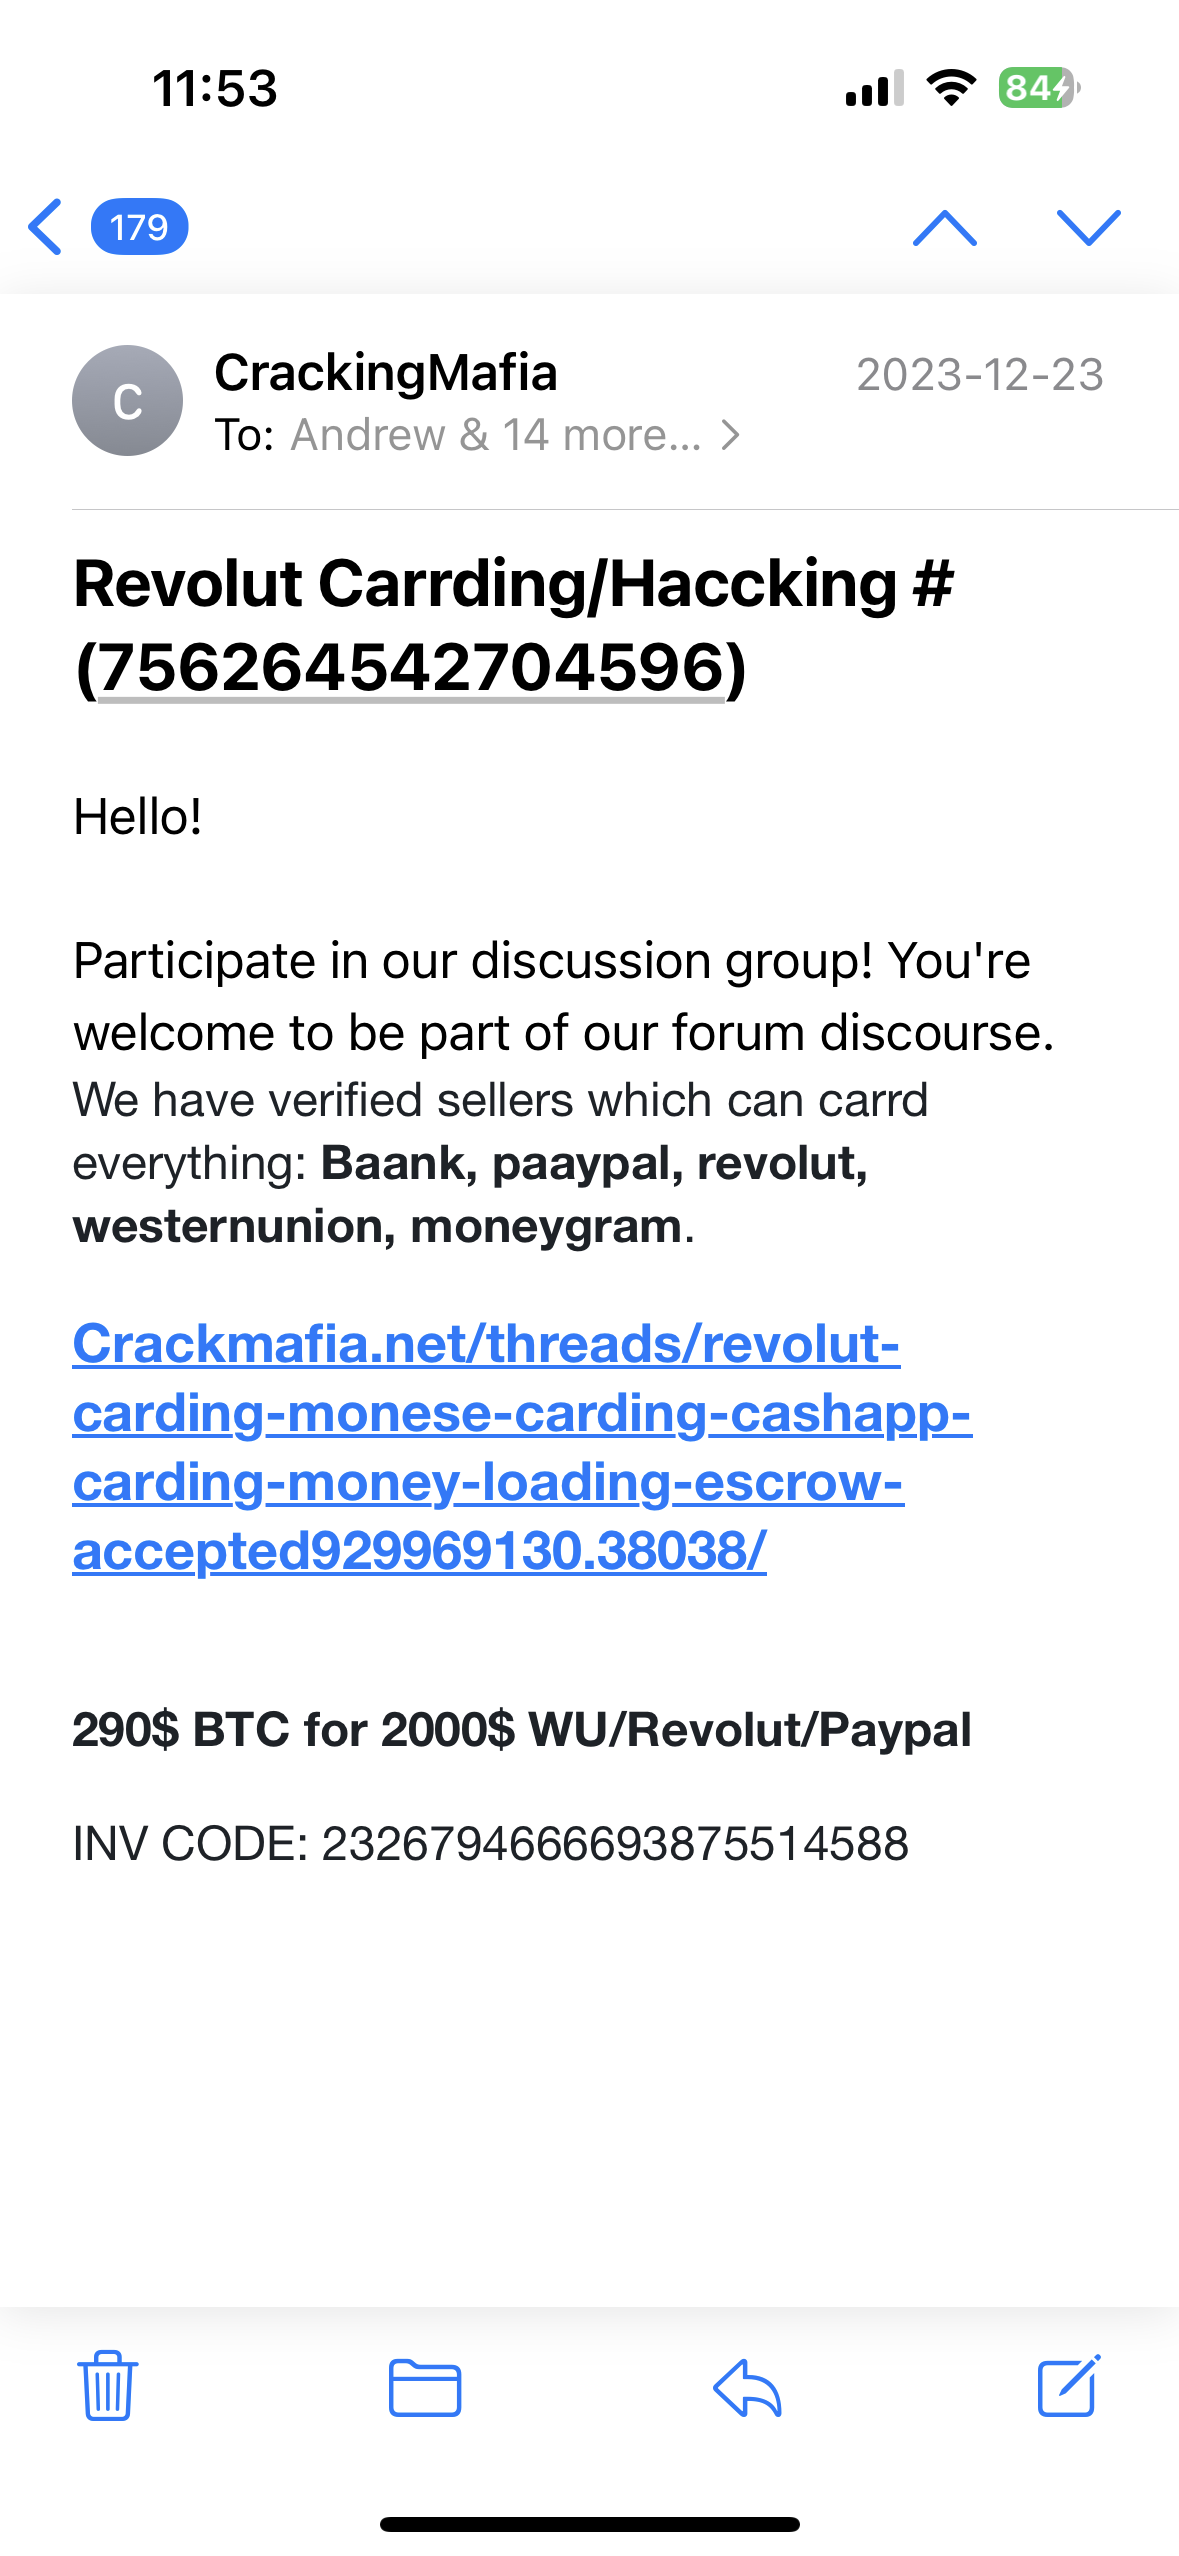 11:53
84
179
C
CrackingMafia
2023-12-23
To: Andrew & 14 more...
Revolut Carrding/Haccking #
(756264542704596)
Hello!
Participate in our discussion group! You're
welcome to be part of our forum discourse.
We have verified sellers which can carrd
everything: Baank, paaypal, revolut,
westernunion, moneygram.
Crackmafia.net/threads/revolut-
carding-monese-carding-cashapp-
carding-money-loading-escrow-
accepted929969130.38038/
290$ BTC for 2000$ WU/Revolut/Paypal
INV CODE: 23267946666693875514588